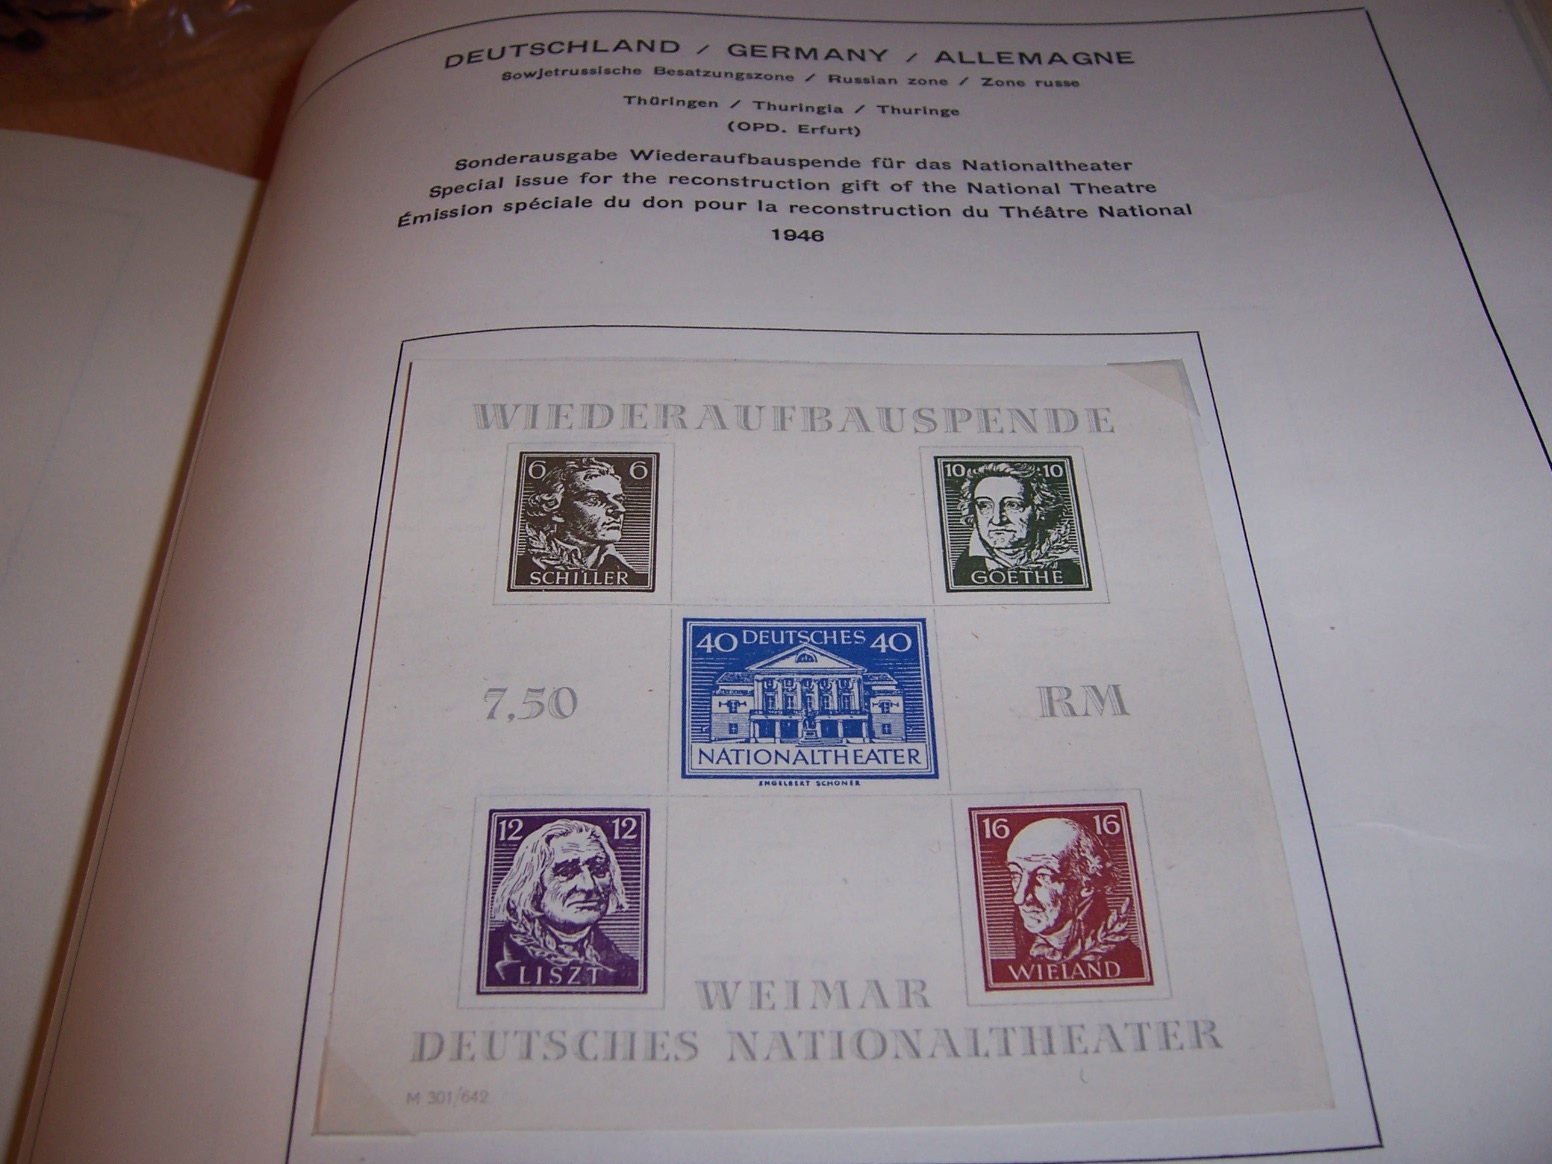 DEUTSCHLAND / GERMANY / ALLEMAGNE
Sowjetrussische Besatzungszone / Russian zone / Zone russe
Thüringen / Thuringia / Thuringe
(OPD. Erfurt)
Sonderausgabe Wiederaufbauspende für das Nationaltheater
Special issue for the reconstruction gift of the National Theatre
Émission spéciale du don pour la reconstruction du Théâtre National
1946
WIEDERAUFBAUSPENDE
6 6
SCHILLER
10 10
GOETHE
40 DEUTSCHES 40
NATIONALTHEATER
ENGELBERT SCHONER
7,50 RM
12 12
LISZT
16 16
WIELAND
WEIMAR
DEUTSCHES NATIONALTHEATER
M 301/642